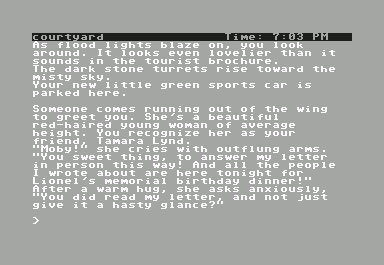 courtyard Time: 7:03 PM
As flood lights blaze on, you look
around. It looks even lovelier than it
sounds in the tourist brochure.
The dark stone turrets rise toward the
misty sky.
Your new little green sports car is
parked here.
Someone comes running out of the wing
to greet you. She's a beautiful
red-haired young woman of average
height. You recognize her as your
friend, Tamara Lynd.
"Moby!" she cries with outflung arms.
"You sweet thing, to answer my letter
in person this way! And all the people
I wrote about are here tonight for
Lionel's memorial birthday dinner!"
After a warm hug, she asks anxiously,
"You did read my letter, and not just
give it a hasty glance?"
>